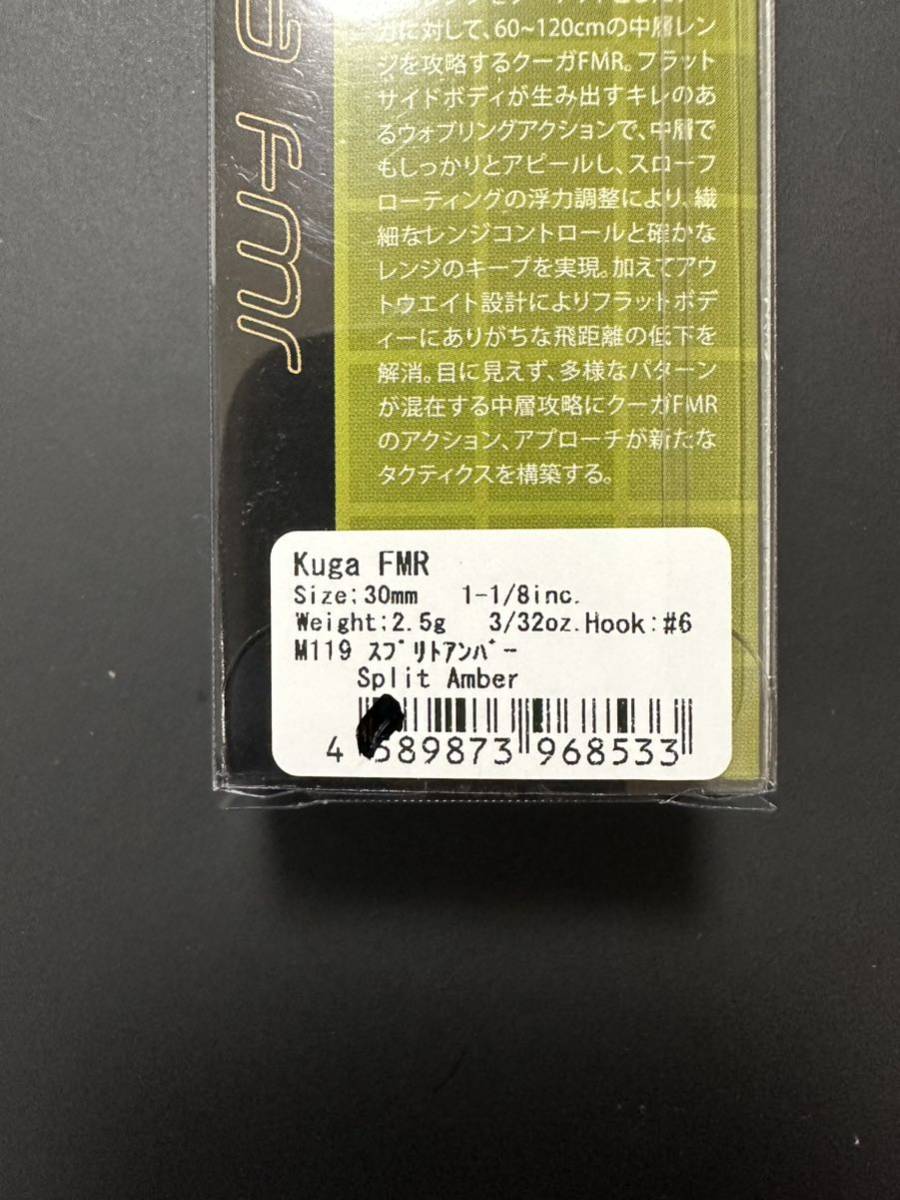 FMR
力に対して、60~120cmの中層レン
ジを攻略するクーガFMR。フラット
サイドボディが生み出すキレのあ
るウォブリングアクションで、中層で
もしっかりとアピールし、スローフ
ローティングの浮力調整により、繊
細なレンジコントロールと確かな
レンジのキープを実現。加えてアウ
トウエイト設計によりフラットボデ
ィーにありがちな飛距離の低下を
解消。目に見えず、多様なパターン
が混在する中層攻略にクーガFMR
のアクション、アプローチが新たな
タクティクスを構築する。
Kuga FMR
Size:30mm 1-1/8inc.
Weight:2.5g 3/32oz.Hook:#6
M119 ｽﾌﾟﾘﾄｱﾝﾊﾞｰ
Split Amber
4 589873 968533